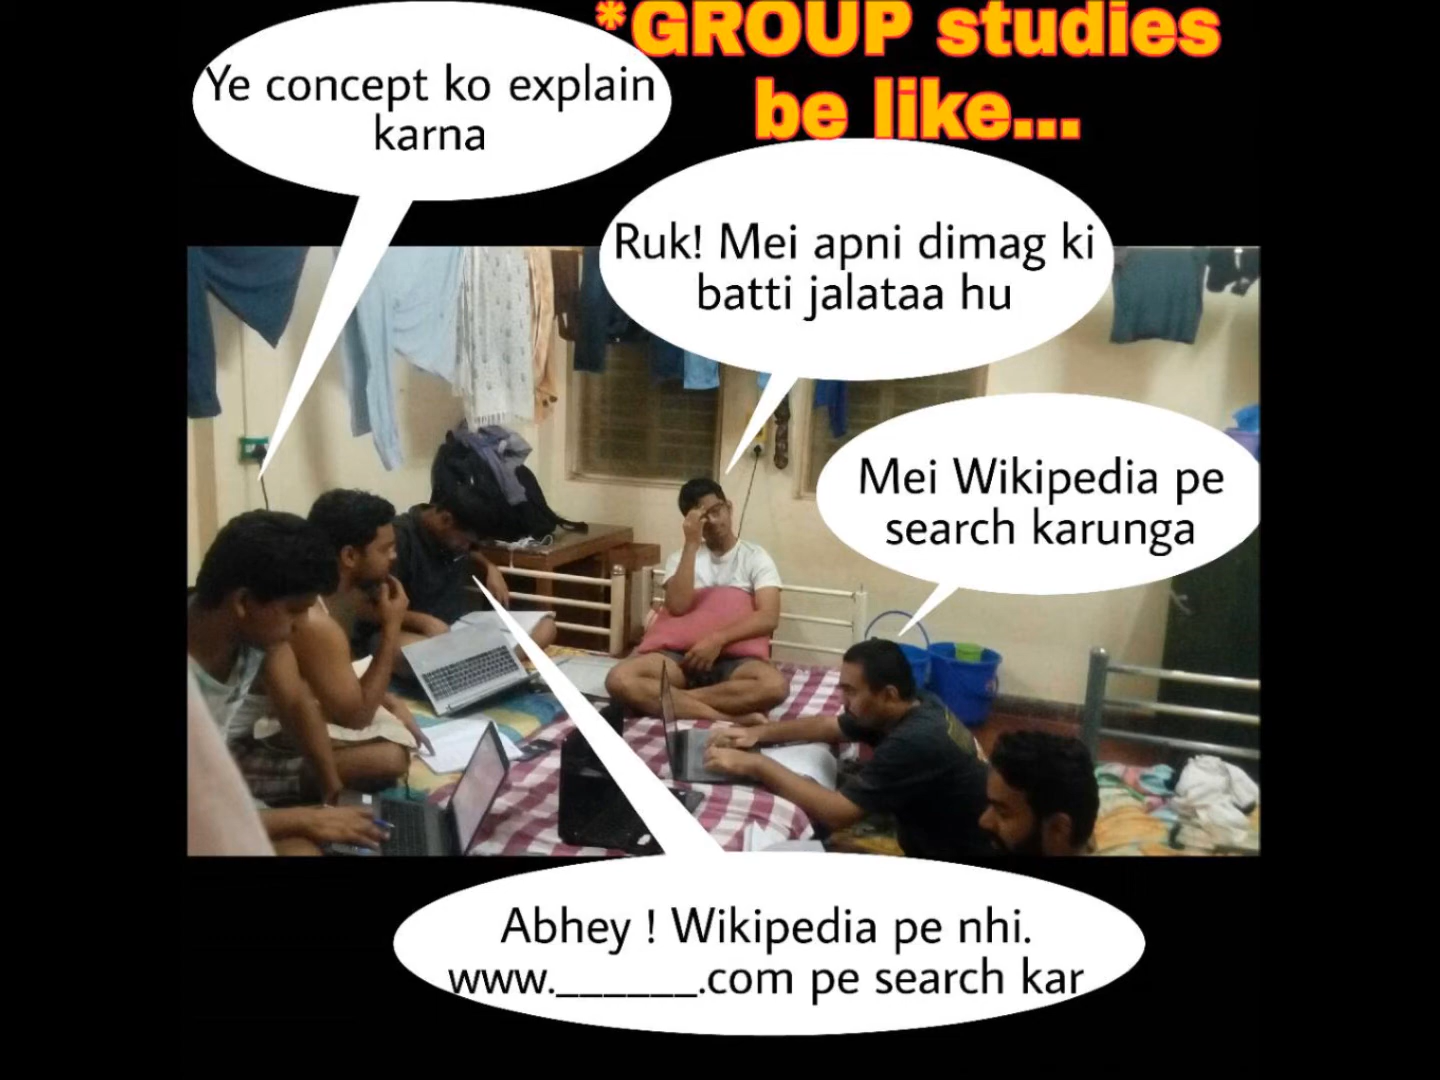 *GROUP studies
be like...
Ye concept ko explain
karna
Ruk! Mei apni dimag ki
batti jalataa hu
Mei Wikipedia pe
search karunga
Abhey ! Wikipedia pe nhi.
www.______.com pe search kar